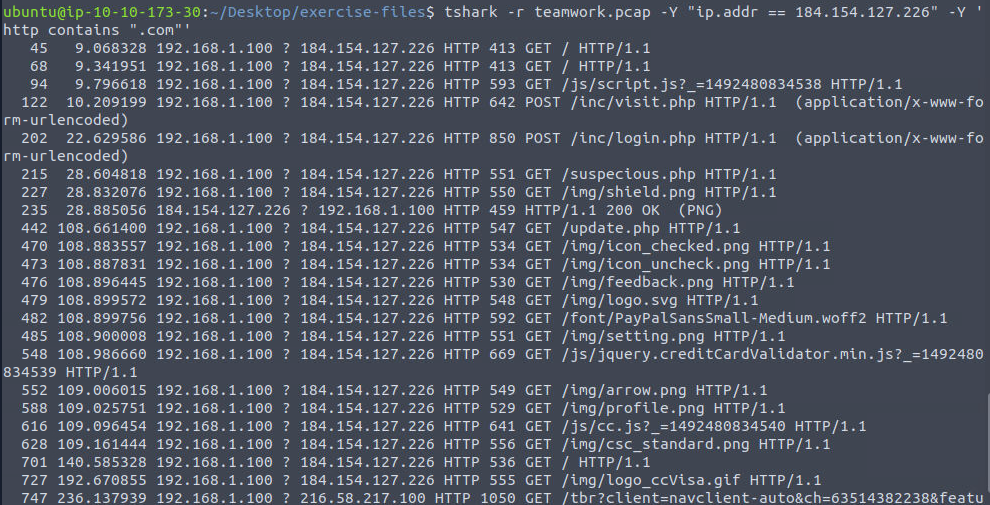 ubuntu@ip-10-10-173-30:~/Desktop/exercise-files$ tshark -r teamwork.pcap -Y "ip.addr == 184.154.127.226" -Y '
http contains ".com"'
45 9.068328 192.168.1.100 ? 184.154.127.226 HTTP 413 GET / HTTP/1.1
68 9.341951 192.168.1.100 ? 184.154.127.226 HTTP 413 GET / HTTP/1.1
94 9.796618 192.168.1.100 ? 184.154.127.226 HTTP 593 GET /js/script.js?_=1492480834538 HTTP/1.1
122 10.209199 192.168.1.100 ? 184.154.127.226 HTTP 642 POST /inc/visit.php HTTP/1.1  (application/x-www-fo
rm-urlencoded)
202 22.629586 192.168.1.100 ? 184.154.127.226 HTTP 850 POST /inc/login.php HTTP/1.1  (application/x-www-fo
rm-urlencoded)
215 28.604818 192.168.1.100 ? 184.154.127.226 HTTP 551 GET /suspecious.php HTTP/1.1
227 28.832076 192.168.1.100 ? 184.154.127.226 HTTP 550 GET /img/shield.png HTTP/1.1
235 28.885056 184.154.127.226 ? 192.168.1.100 HTTP 459 HTTP/1.1 200 OK  (PNG)
442 108.661400 192.168.1.100 ? 184.154.127.226 HTTP 547 GET /update.php HTTP/1.1
470 108.883557 192.168.1.100 ? 184.154.127.226 HTTP 534 GET /img/icon_checked.png HTTP/1.1
473 108.887831 192.168.1.100 ? 184.154.127.226 HTTP 534 GET /img/icon_uncheck.png HTTP/1.1
476 108.896445 192.168.1.100 ? 184.154.127.226 HTTP 530 GET /img/feedback.png HTTP/1.1
479 108.899572 192.168.1.100 ? 184.154.127.226 HTTP 548 GET /img/logo.svg HTTP/1.1
482 108.899756 192.168.1.100 ? 184.154.127.226 HTTP 592 GET /font/PayPalSansSmall-Medium.woff2 HTTP/1.1
485 108.900008 192.168.1.100 ? 184.154.127.226 HTTP 551 GET /img/setting.png HTTP/1.1
548 108.986660 192.168.1.100 ? 184.154.127.226 HTTP 669 GET /js/jquery.creditCardValidator.min.js?_=1492480
834539 HTTP/1.1
552 109.006015 192.168.1.100 ? 184.154.127.226 HTTP 549 GET /img/arrow.png HTTP/1.1
588 109.025751 192.168.1.100 ? 184.154.127.226 HTTP 529 GET /img/profile.png HTTP/1.1
616 109.096454 192.168.1.100 ? 184.154.127.226 HTTP 641 GET /js/cc.js?_=1492480834540 HTTP/1.1
628 109.161444 192.168.1.100 ? 184.154.127.226 HTTP 556 GET /img/csc_standard.png HTTP/1.1
701 140.585328 192.168.1.100 ? 184.154.127.226 HTTP 536 GET / HTTP/1.1
727 192.670855 192.168.1.100 ? 184.154.127.226 HTTP 555 GET /img/logo_ccVisa.gif HTTP/1.1
747 236.137939 192.168.1.100 ? 216.58.217.100 HTTP 1050 GET /tbr?client=navclient-auto&ch=63514382238&featu